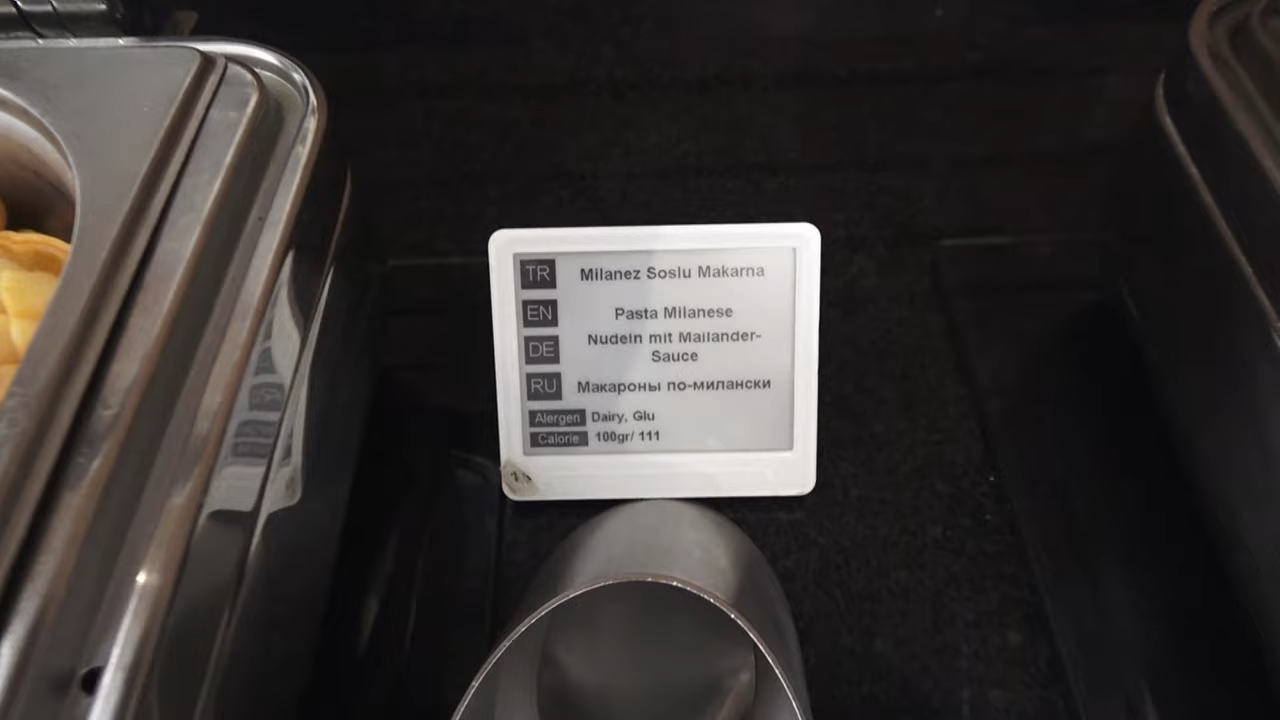 TR Milanez Soslu Makarna
EN Pasta Milanese
DE Nudeln mit Mailänder-
Sauce
RU Макароны по-милански
Alergen Dairy, Glu
Calorie 100gr/ 111